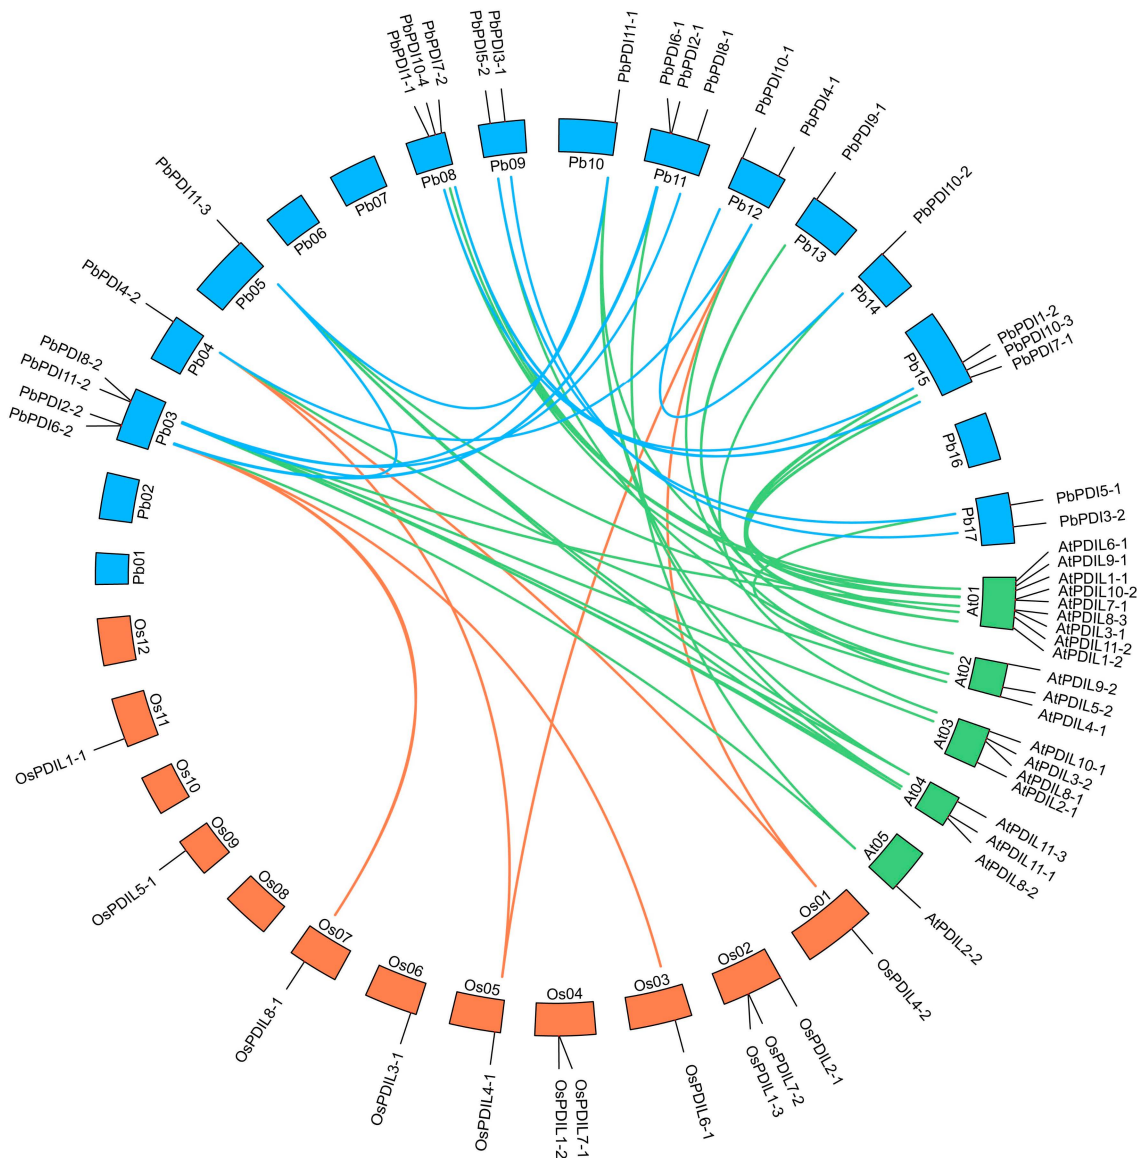 PbPDI1-1
PbPDI10-4
PbPDI7-2
PbPDI5-2
PbPDI3-1
PbPDI11-1
PbPDI6-1
PbPDI2-1
PbPDI8-1
PbPDI10-1
PbPDI4-1
PbPDI9-1
PbPDI10-2
PbPDI1-2
PbPDI10-3
PbPDI7-1
PbPDI5-1
PbPDI3-2
AtPDIL6-1
AtPDIL9-1
AtPDIL1-1
AtPDIL10-2
AtPDIL7-1
AtPDIL8-3
AtPDIL3-1
AtPDIL11-2
AtPDIL1-2
AtPDIL9-2
AtPDIL5-2
AtPDIL4-1
AtPDIL10-1
AtPDIL3-2
AtPDIL8-1
AtPDIL2-1
AtPDIL11-3
AtPDIL11-1
AtPDIL8-2
AtPDIL2-2
OsPDIL4-2
OsPDIL2-1
OsPDIL7-2
OsPDIL1-3
OsPDIL6-1
OsPDIL7-1
OsPDIL1-2
OsPDIL4-1
OsPDIL3-1
OsPDIL8-1
OsPDIL5-1
OsPDIL1-1
PbPDI6-2
PbPDI2-2
PbPDI11-2
PbPDI8-2
PbPDI4-2
PbPDI11-3
Pb01
Pb02
Pb03
Pb04
Pb05
Pb06
Pb07
Pb08
Pb09
Pb10
Pb11
Pb12
Pb13
Pb14
Pb15
Pb16
Pb17
At01
At02
At03
At04
At05
Os01
Os02
Os03
Os04
Os05
Os06
Os07
Os08
Os09
Os10
Os11
Os12